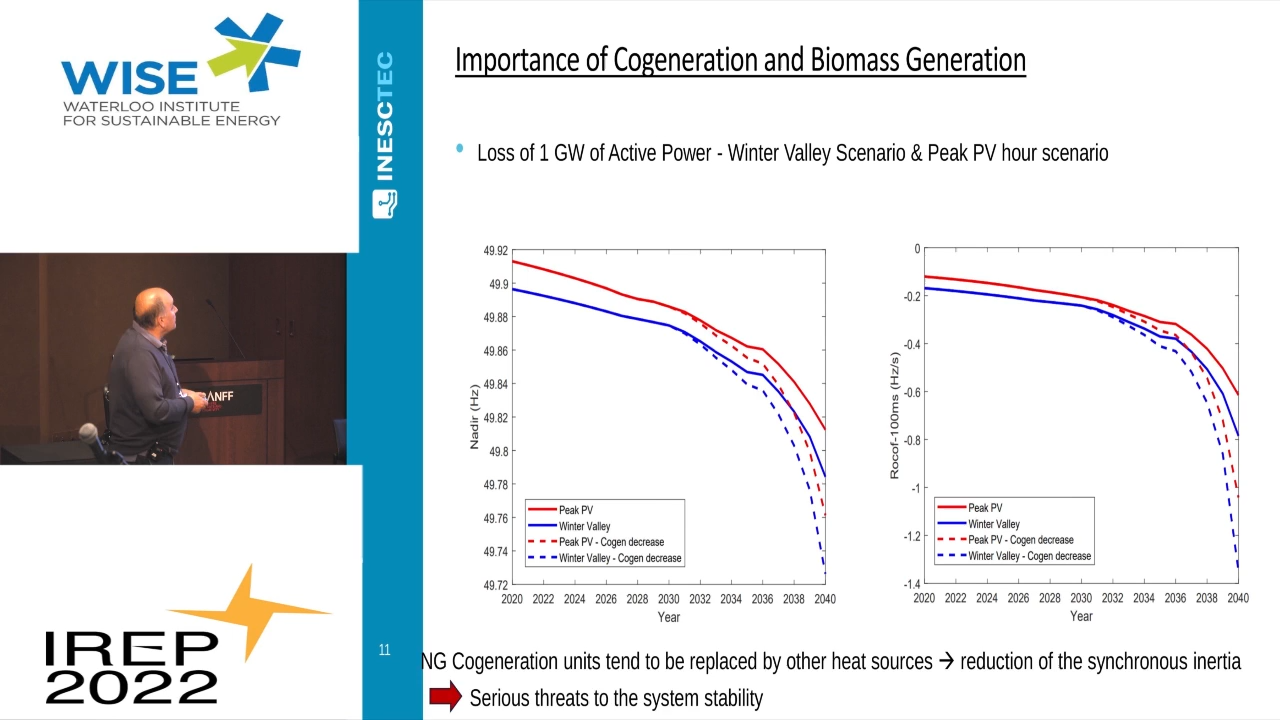 WISE
WATERLOO INSTITUTE
FOR SUSTAINABLE ENERGY
INESCTEC
Importance of Cogeneration and Biomass Generation
• Loss of 1 GW of Active Power - Winter Valley Scenario & Peak PV hour scenario
49.92
49.9
49.88
49.86
49.84
49.82
49.8
49.78
49.76
49.74
49.72
Nadir (Hz)
Peak PV
Winter Valley
Peak PV - Cogen decrease
Winter Valley - Cogen decrease
2020 2022 2024 2026 2028 2030 2032 2034 2036 2038 2040
Year
0
-0.2
-0.4
-0.6
-0.8
-1
-1.2
-1.4
Rocof-100ms (Hz/s)
Peak PV
Winter Valley
Peak PV - Cogen decrease
Winter Valley - Cogen decrease
2020 2022 2024 2026 2028 2030 2032 2034 2036 2038 2040
Year
NG Cogeneration units tend to be replaced by other heat sources → reduction of the synchronous inertia
Serious threats to the system stability
11
IREP
2022